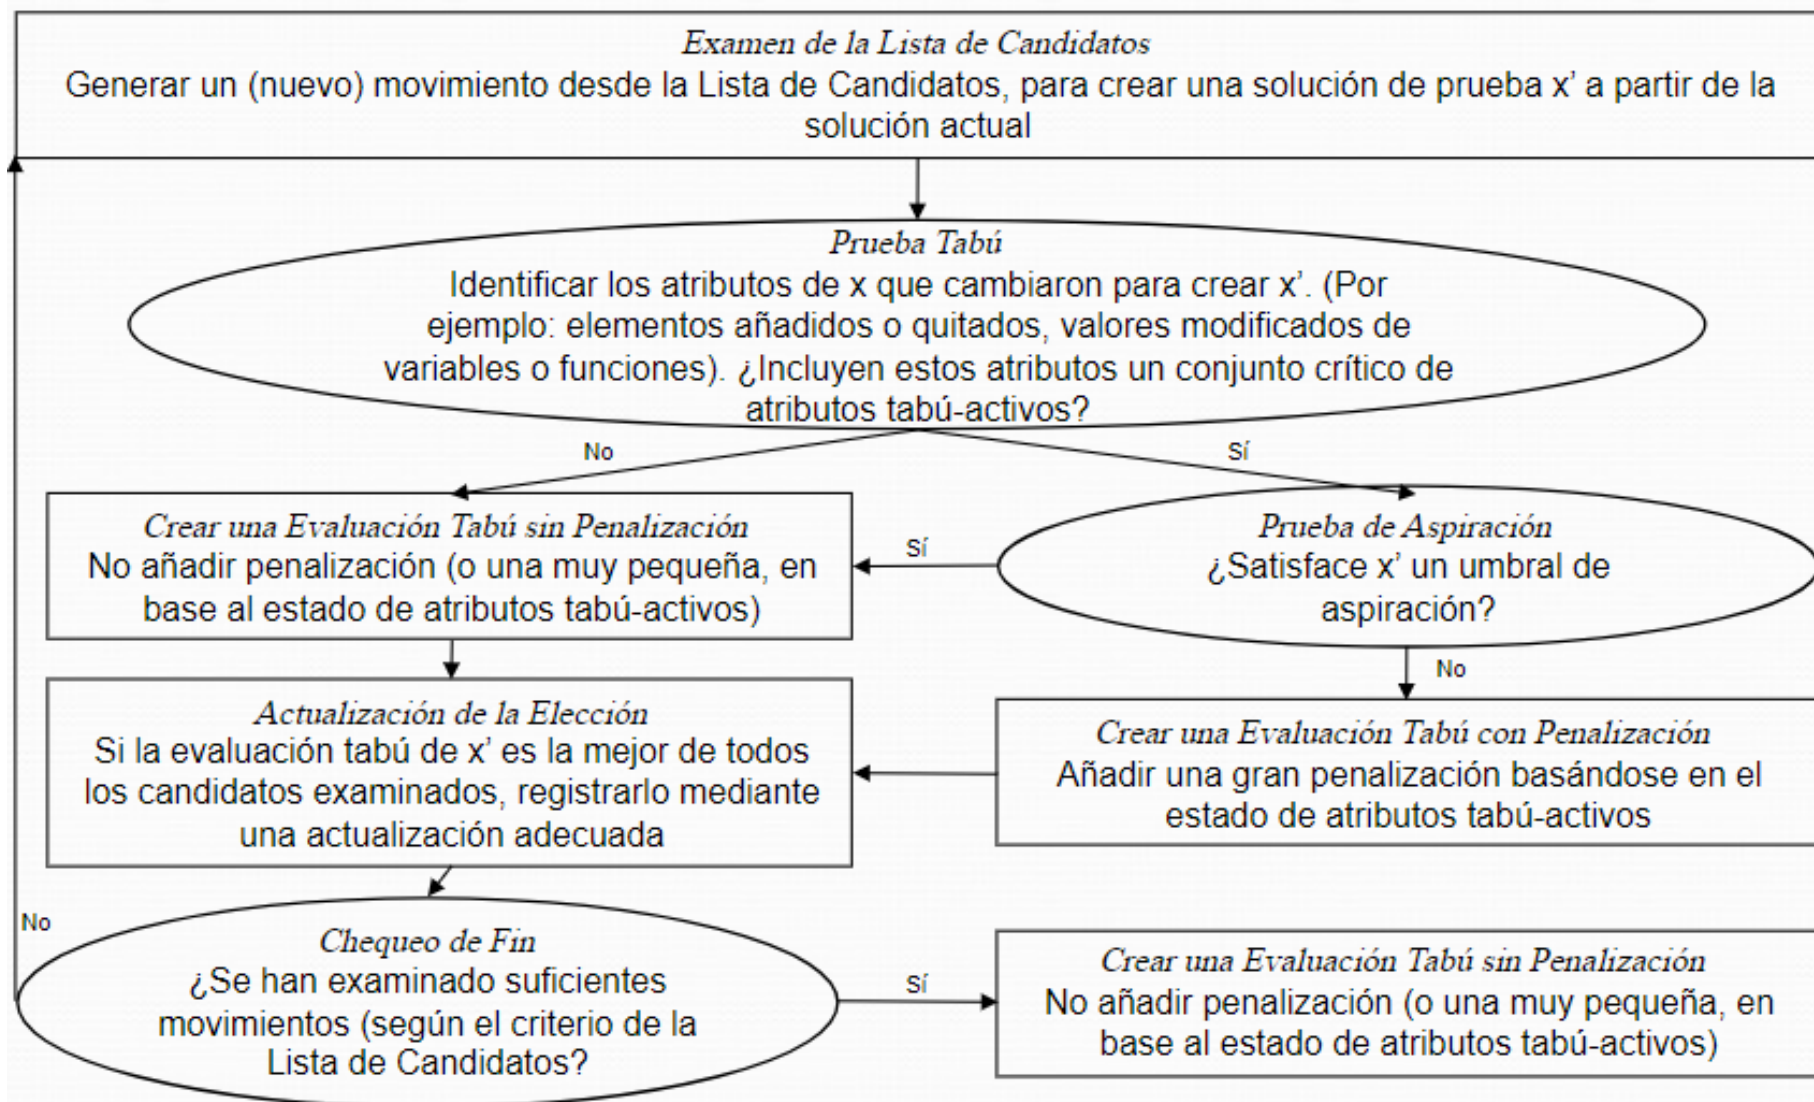 Examen de la Lista de Candidatos
Generar un (nuevo) movimiento desde la Lista de Candidatos, para crear una solución de prueba x’ a partir de la
solución actual
Prueba Tabú
Identificar los atributos de x que cambiaron para crear x’. (Por
ejemplo: elementos añadidos o quitados, valores modificados de
variables o funciones). ¿Incluyen estos atributos un conjunto crítico de
atributos tabú-activos?
No
Sí
Crear una Evaluación Tabú sin Penalización
No añadir penalización (o una muy pequeña, en
base al estado de atributos tabú-activos)
Sí
Prueba de Aspiración
¿Satisface x’ un umbral de
aspiración?
No
Actualización de la Elección
Si la evaluación tabú de x’ es la mejor de todos
los candidatos examinados, registrarlo mediante
una actualización adecuada
Crear una Evaluación Tabú con Penalización
Añadir una gran penalización basándose en el
estado de atributos tabú-activos
No
Chequeo de Fin
¿Se han examinado suficientes
movimientos (según el criterio de la
Lista de Candidatos?
Sí
Crear una Evaluación Tabú sin Penalización
No añadir penalización (o una muy pequeña, en
base al estado de atributos tabú-activos)